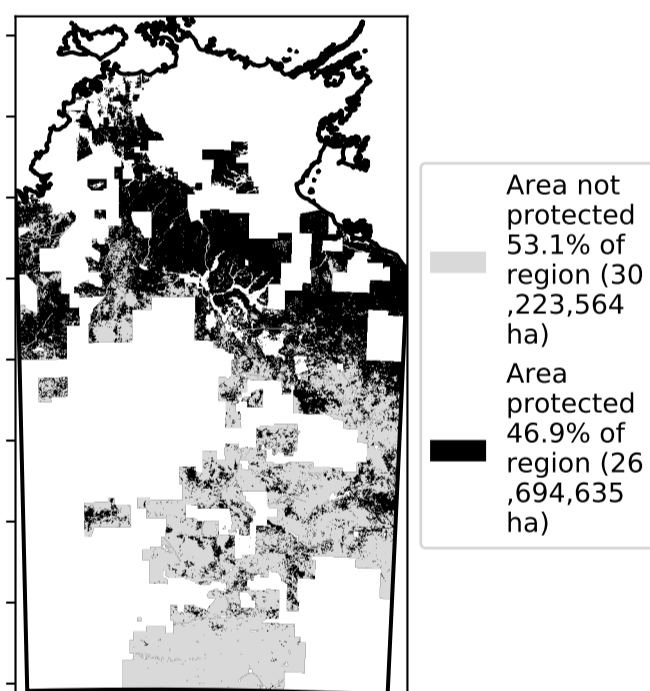 Area not
protected
53.1% of
region (30
,223,564
ha)
Area
protected
46.9% of
region (26
,694,635
ha)